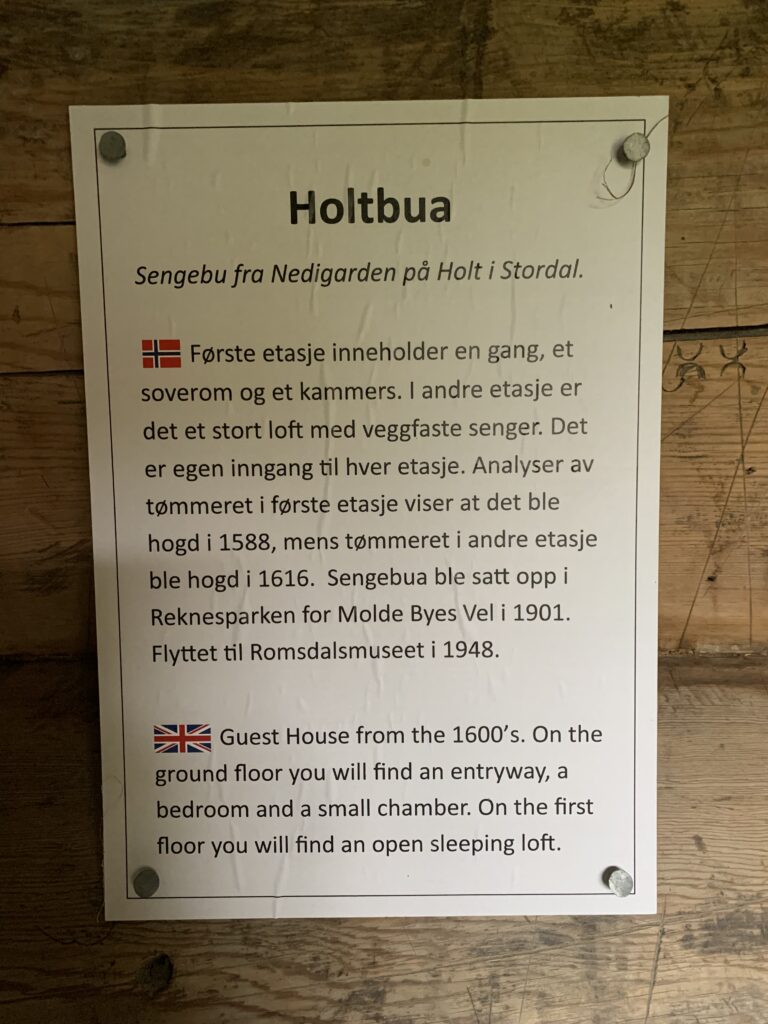 Holtbua
Sengebu fra Nedigarden på Holt i Stordal.
Første etasje inneholder en gang, et
soverom og et kammers. I andre etasje er
det et stort loft med veggfaste senger. Det
er egen inngang til hver etasje. Analyser av
tømmeret i første etasje viser at det ble
hogd i 1588, mens tømmeret i andre etasje
ble hogd i 1616.  Sengebua ble satt opp i
Reknesparken for Molde Byes Vel i 1901.
Flyttet til Romsdalsmuseet i 1948.
Guest House from the 1600’s. On the
ground floor you will find an entryway, a
bedroom and a small chamber. On the first
floor you will find an open sleeping loft.